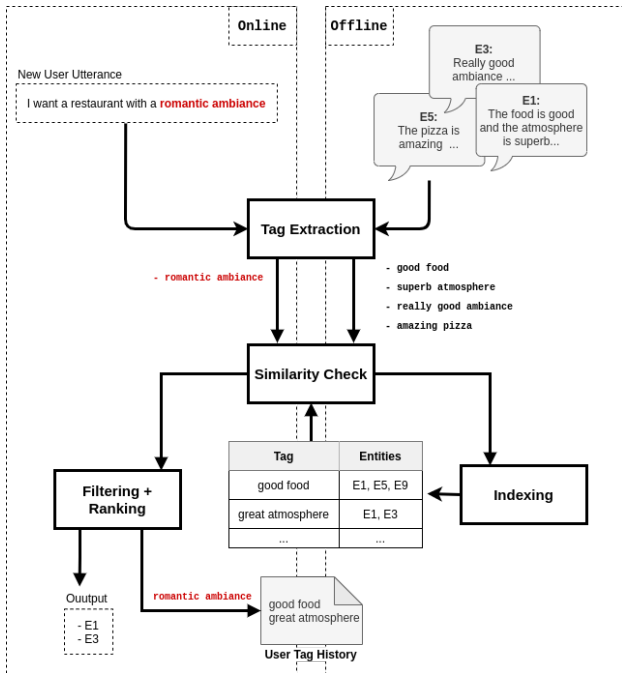 Online
Offline
New User Utterance
I want a restaurant with a romantic ambiance
E3:
Really good
ambiance ...
E5:
The pizza is
amazing ...
E1:
The food is good
and the atmosphere
is superb...
Tag Extraction
- romantic ambiance
- good food
- superb atmosphere
- really good ambiance
- amazing pizza
Similarity Check
Tag Entities
good food E1, E5, E9
great atmosphere E1, E3
... ...
Filtering +
Ranking
Indexing
Ouutput
- E1
- E3
romantic ambiance
good food
great atmosphere
User Tag History